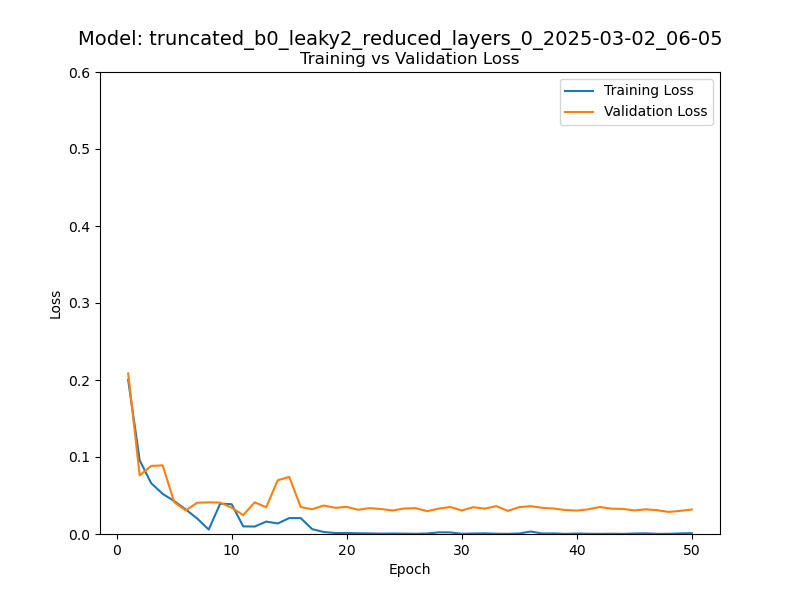 Model: truncated_b0_leaky2_reduced_layers_0_2025-03-02_06-05
Training vs Validation Loss
Training Loss
Validation Loss
0.6
0.5
0.4
0.3
0.2
0.1
0.0
Loss
0 10 20 30 40 50
Epoch